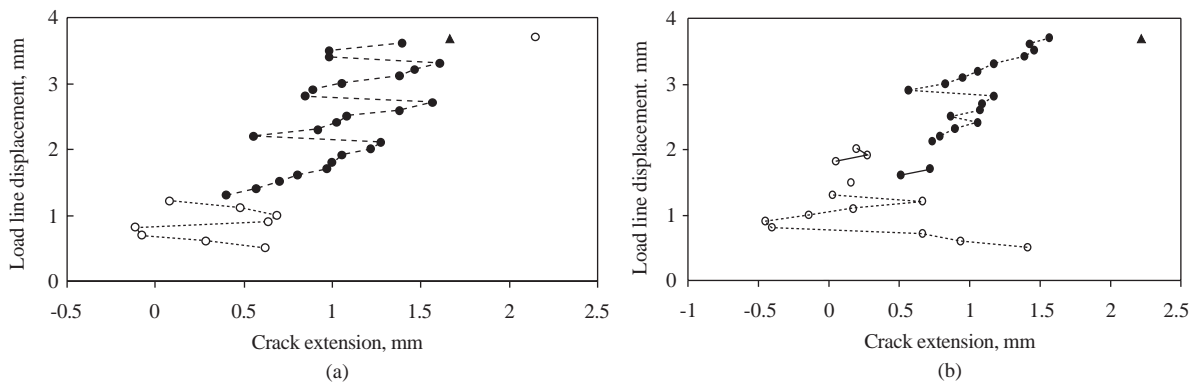 4
3
2
1
0
Load line displacement, mm
-0.5 0 0.5 1 1.5 2 2.5
Crack extension, mm
(a)
4
3
2
1
0
Load line displacement. mm
-1 -0.5 0 0.5 1 1.5 2 2.5
Crack extension, mm
(b)